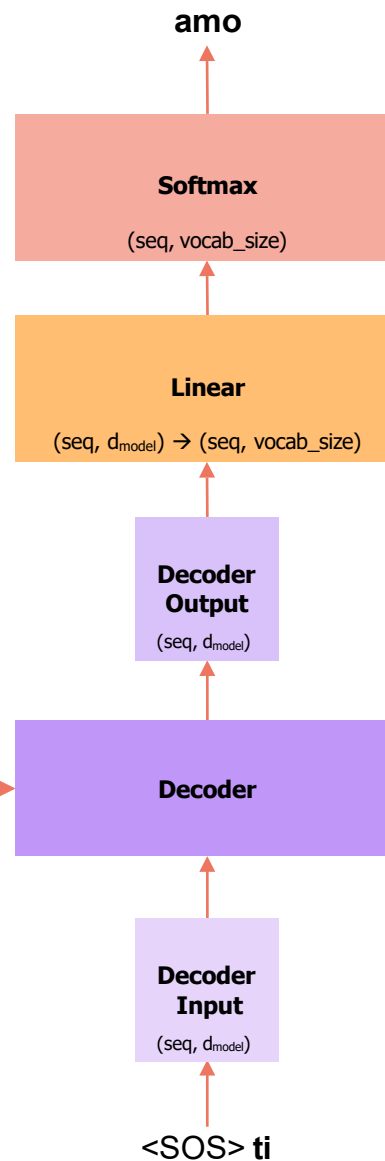 amo
Softmax
(seq, vocab_size)
Linear
(seq, dmodel) → (seq, vocab_size)
Decoder
Output
(seq, dmodel)
Decoder
Decoder
Input
(seq, dmodel)
<SOS> ti